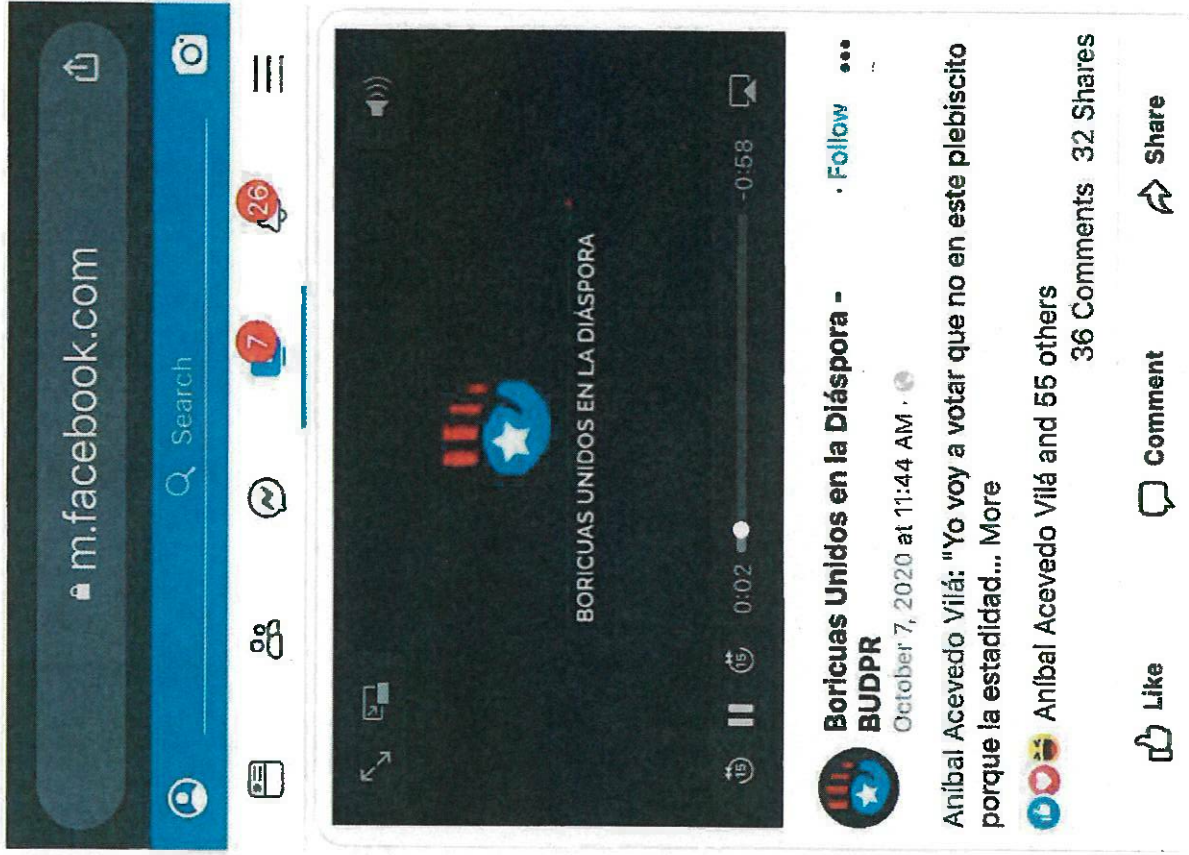 m.facebook.com
Search
7
26
BORICUAS UNIDOS EN LA DIÁSPORA
15
15
0:02
-0:58
Boricuas Unidos en la Diáspora - · Follow
BUDPR
October 7, 2020 at 11:44 AM ·
Aníbal Acevedo Vilá: "Yo voy a votar que no en este plebiscito
porque la estadidad... More
Aníbal Acevedo Vilá and 55 others
36 Comments 32 Shares
Like Comment Share